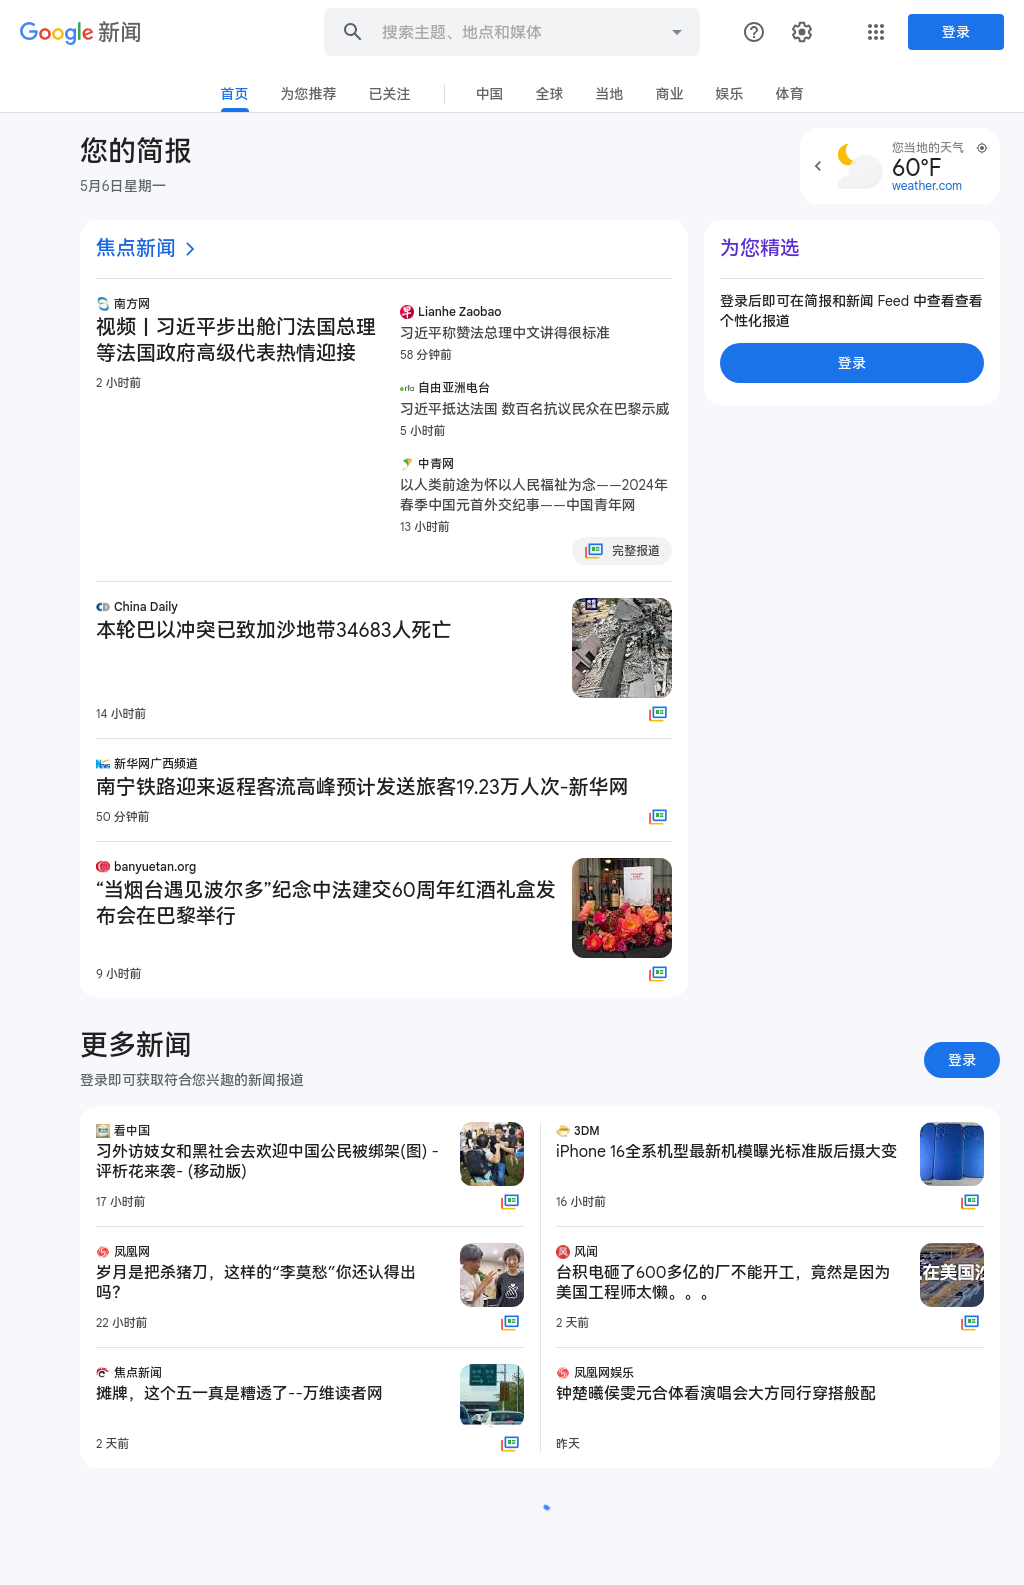 Google 新闻
搜索主题、地点和媒体
登录
首页
为您推荐
已关注
中国
全球
当地
商业
娱乐
体育
您的简报
5月6日星期一
您当地的天气
60°F
weather.com
焦点新闻
南方网
视频丨习近平步出舱门法国总理
等法国政府高级代表热情迎接
2 小时前
Lianhe Zaobao
习近平称赞法总理中文讲得很标准
58 分钟前
rfa 自由亚洲电台
习近平抵达法国 数百名抗议民众在巴黎示威
5 小时前
中青网
以人类前途为怀以人民福祉为念——2024年
春季中国元首外交纪事——中国青年网
13 小时前
完整报道
China Daily
本轮巴以冲突已致加沙地带34683人死亡
14 小时前
新华网广西频道
南宁铁路迎来返程客流高峰预计发送旅客19.23万人次-新华网
50 分钟前
banyuetan.org
“当烟台遇见波尔多”纪念中法建交60周年红酒礼盒发
布会在巴黎举行
9 小时前
为您精选
登录后即可在简报和新闻 Feed 中查看查看
个性化报道
登录
更多新闻
登录即可获取符合您兴趣的新闻报道
登录
看中国
习外访妓女和黑社会去欢迎中国公民被绑架(图) -
评析花来袭- (移动版)
17 小时前
3DM
iPhone 16全系机型最新机模曝光标准版后摄大变
16 小时前
凤凰网
岁月是把杀猪刀，这样的“李莫愁”你还认得出
吗？
22 小时前
风 风闻
台积电砸了600多亿的厂不能开工，竟然是因为
美国工程师太懒。。。
2 天前
在美国沙
焦点新闻
摊牌，这个五一真是糟透了--万维读者网
2 天前
凤凰网娱乐
钟楚曦侯雯元合体看演唱会大方同行穿搭般配
昨天